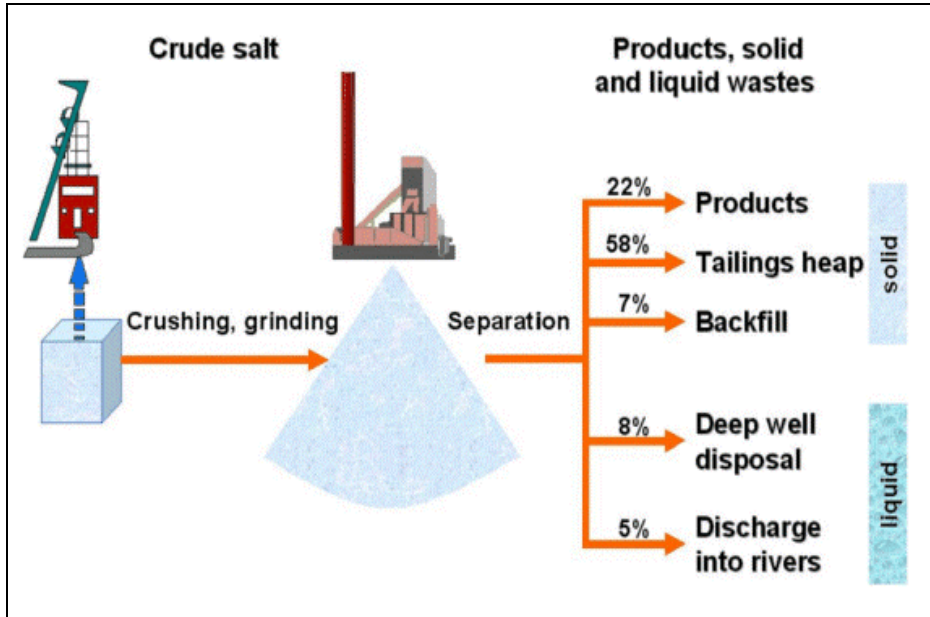 Crude salt
Products, solid
and liquid wastes
Crushing, grinding
Separation
22%
Products
58%
Tailings heap
7%
Backfill
solid
8%
Deep well
disposal
5%
Discharge
into rivers
liquid